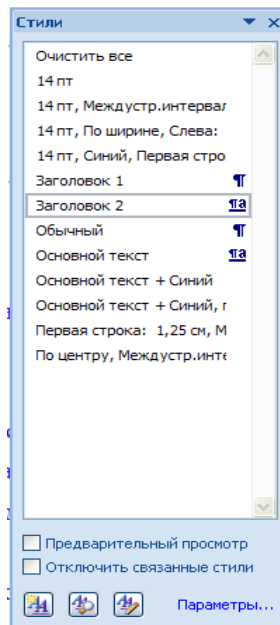 Стили
Очистить все
14 пт
14 пт, Междустр.интервал
14 пт, По ширине, Слева:
14 пт, Синий, Первая стро
Заголовок 1 ¶
Заголовок 2 ¶a
Обычный ¶
Основной текст ¶a
Основной текст + Синий
Основной текст + Синий, г
Первая строка: 1,25 см, М
По центру, Междустр.инте
Предварительный просмотр
Отключить связанные стили
Параметры...